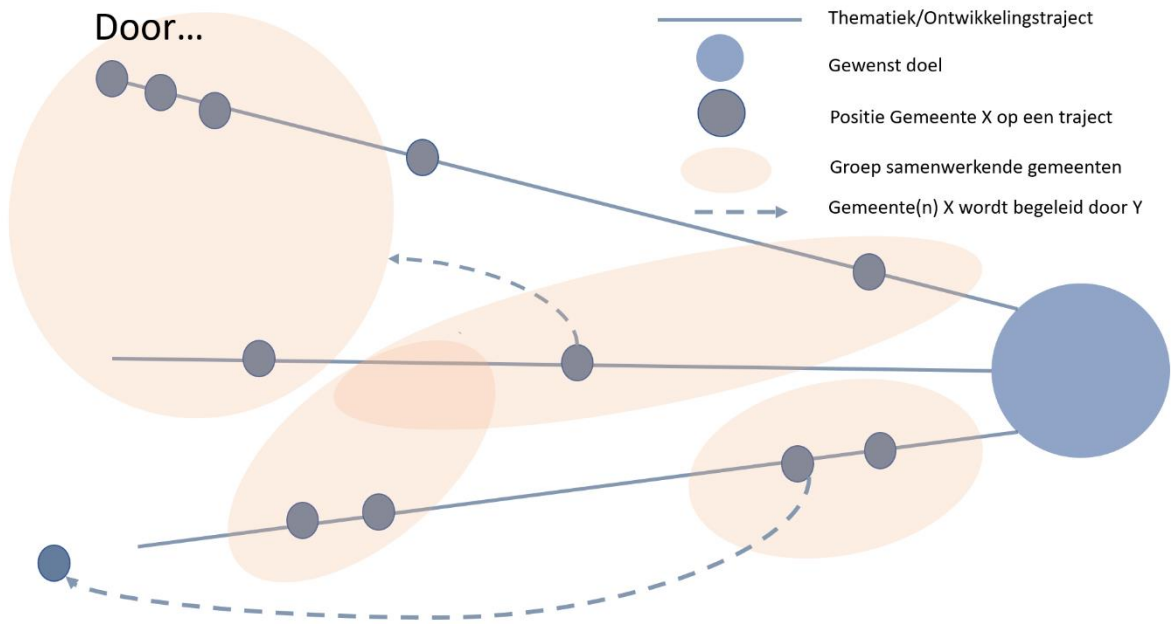 Door...
Thematiek/Ontwikkelingstraject
Gewenst doel
Positie Gemeente X op een traject
Groep samenwerkende gemeenten
Gemeente(n) X wordt begeleid door Y